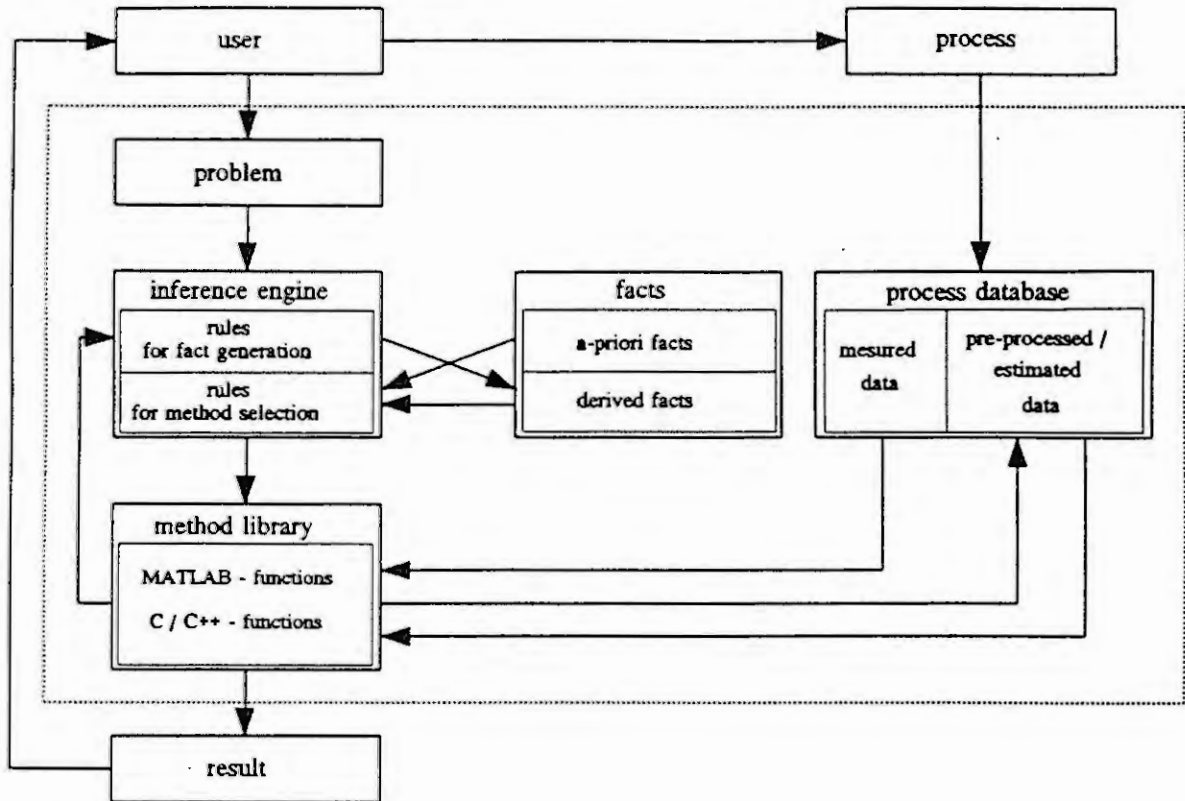 user
process
problem
inference engine
rules
for fact generation
rules
for method selection
facts
a-priori facts
derived facts
process database
mesured
data
pre-processed /
estimated
data
method library
MATLAB - functions
C / C++ - functions
result